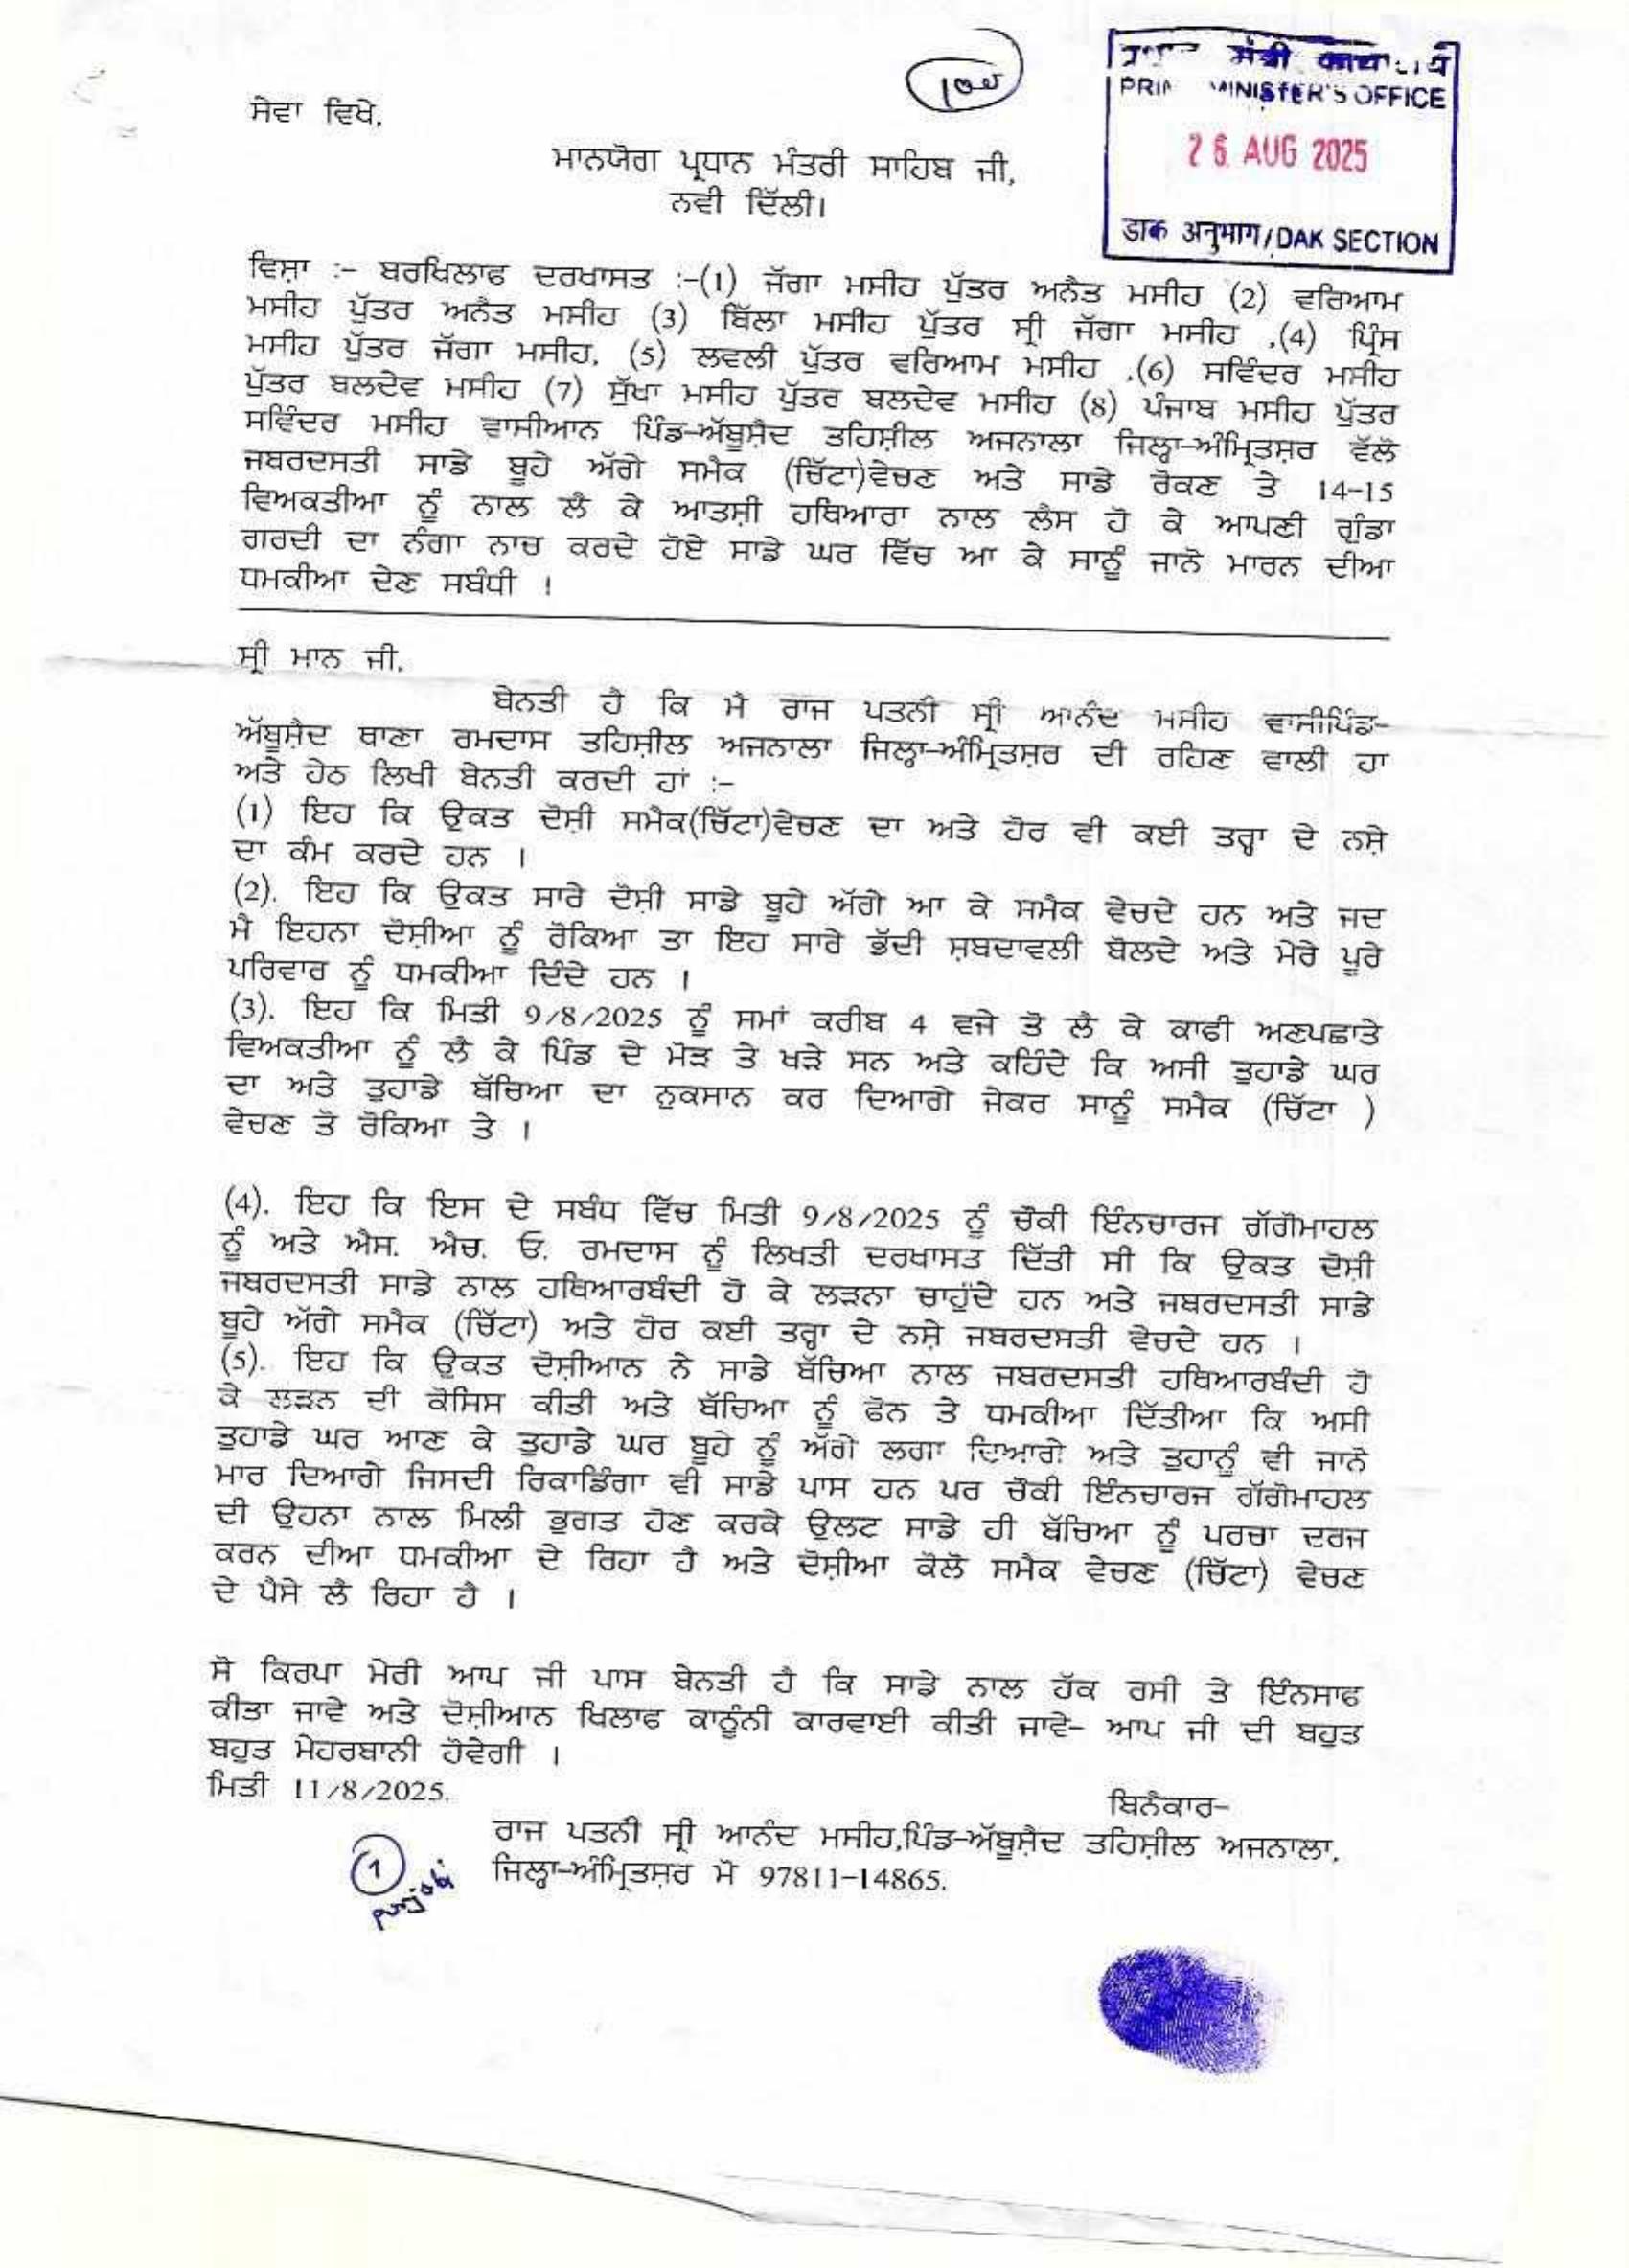 ਸੇਵਾ ਵਿਖੇ,
ਮੰਤਰੀ
PRIME MINISTER'S OFFICE
26 AUG 2025
डाक अनुभाग/DAK SECTION
ਮਾਨਯੋਗ ਪ੍ਰਧਾਨ ਮੰਤਰੀ ਸਾਹਿਬ ਜੀ,
ਨਵੀ ਦਿੱਲੀ।
ਵਿਸ਼ਾ :- ਬਰਖਿਲਾਫ ਦਰਖਾਸਤ :-(1) ਜੱਗਾ ਮਸੀਹ ਪੁੱਤਰ ਅਨੈਤ ਮਸੀਹ (2) ਵਰਿਆਮ
ਮਸੀਹ ਪੁੱਤਰ ਅਨੈਤ ਮਸੀਹ (3) ਬਿੱਲਾ ਮਸੀਹ ਪੁੱਤਰ ਸ੍ਰੀ ਜੱਗਾ ਮਸੀਹ ,(4) ਪ੍ਰਿੰਸ
ਮਸੀਹ ਪੁੱਤਰ ਜੱਗਾ ਮਸੀਹ, (5) ਲਵਲੀ ਪੁੱਤਰ ਵਰਿਆਮ ਮਸੀਹ ,(6) ਸਵਿੰਦਰ ਮਸੀਹ
ਪੁੱਤਰ ਬਲਦੇਵ ਮਸੀਹ (7) ਸੁੱਖਾ ਮਸੀਹ ਪੁੱਤਰ ਬਲਦੇਵ ਮਸੀਹ (8) ਪੰਜਾਬ ਮਸੀਹ ਪੁੱਤਰ
ਸਵਿੰਦਰ ਮਸੀਹ ਵਾਸੀਆਨ ਪਿੰਡ-ਅੱਬੂਸ਼ੈਦ ਤਹਿਸ਼ੀਲ ਅਜਨਾਲਾ ਜਿਲ੍ਹਾ-ਅੰਮ੍ਰਿਤਸ਼ਰ ਵੱਲੋ
ਜਬਰਦਸਤੀ ਸਾਡੇ ਬੂਹੇ ਅੱਗੇ ਸਮੈਕ (ਚਿੱਟਾ)ਵੇਚਣ ਅਤੇ ਸਾਡੇ ਰੋਕਣ ਤੇ 14-15
ਵਿਅਕਤੀਆ ਨੂੰ ਨਾਲ ਲੈ ਕੇ ਆਤਸ਼ੀ ਹਥਿਆਰਾ ਨਾਲ ਲੈਸ ਹੋ ਕੇ ਆਪਣੀ ਗੁੰਡਾ
ਗਰਦੀ ਦਾ ਨੰਗਾ ਨਾਚ ਕਰਦੇ ਹੋਏ ਸਾਡੇ ਘਰ ਵਿੱਚ ਆ ਕੇ ਸਾਨੂੰ ਜਾਨੋ ਮਾਰਨ ਦੀਆ
ਧਮਕੀਆ ਦੇਣ ਸਬੰਧੀ !
ਸ੍ਰੀ ਮਾਨ ਜੀ,
ਬੇਨਤੀ ਹੈ ਕਿ ਮੈ ਰਾਜ ਪਤਨੀ ਸ੍ਰੀ ਆਨੰਦ ਮਸੀਹ ਵਾਸੀਪਿੰਡ-
ਅੱਬੂਸ਼ੈਦ ਥਾਣਾ ਰਮਦਾਸ ਤਹਿਸ਼ੀਲ ਅਜਨਾਲਾ ਜਿਲ੍ਹਾ-ਅੰਮ੍ਰਿਤਸ਼ਰ ਦੀ ਰਹਿਣ ਵਾਲੀ ਹਾ
ਅਤੇ ਹੇਠ ਲਿਖੀ ਬੇਨਤੀ ਕਰਦੀ ਹਾਂ :-
(1) ਇਹ ਕਿ ਉਕਤ ਦੋਸ਼ੀ ਸਮੈਕ(ਚਿੱਟਾ)ਵੇਚਣ ਦਾ ਅਤੇ ਹੋਰ ਵੀ ਕਈ ਤਰ੍ਹਾ ਦੇ ਨਸ਼ੇ
ਦਾ ਕੰਮ ਕਰਦੇ ਹਨ ।
(2). ਇਹ ਕਿ ਉਕਤ ਸਾਰੇ ਦੋਸ਼ੀ ਸਾਡੇ ਬੂਹੇ ਅੱਗੇ ਆ ਕੇ ਸਮੈਕ ਵੇਚਦੇ ਹਨ ਅਤੇ ਜਦ
ਮੈ ਇਹਨਾ ਦੋਸ਼ੀਆ ਨੂੰ ਰੋਕਿਆ ਤਾ ਇਹ ਸਾਰੇ ਭੱਦੀ ਸ਼ਬਦਾਵਲੀ ਬੋਲਦੇ ਅਤੇ ਮੇਰੇ ਪੂਰੇ
ਪਰਿਵਾਰ ਨੂੰ ਧਮਕੀਆ ਦਿੰਦੇ ਹਨ ।
(3). ਇਹ ਕਿ ਮਿਤੀ 9/8/2025 ਨੂੰ ਸਮਾਂ ਕਰੀਬ 4 ਵਜੇ ਤੋ ਲੈ ਕੇ ਕਾਫੀ ਅਣਪਛਾਤੇ
ਵਿਅਕਤੀਆ ਨੂੰ ਲੈ ਕੇ ਪਿੰਡ ਦੇ ਮੋੜ ਤੇ ਖੜੇ ਸਨ ਅਤੇ ਕਹਿੰਦੇ ਕਿ ਅਸੀ ਤੁਹਾਡੇ ਘਰ
ਦਾ ਅਤੇ ਤੁਹਾਡੇ ਬੱਚਿਆ ਦਾ ਨੁਕਸਾਨ ਕਰ ਦਿਆਗੇ ਜੇਕਰ ਸਾਨੂੰ ਸਮੈਕ (ਚਿੱਟਾ )
ਵੇਚਣ ਤੋ ਰੋਕਿਆ ਤੇ ।
(4). ਇਹ ਕਿ ਇਸ ਦੇ ਸਬੰਧ ਵਿੱਚ ਮਿਤੀ 9/8/2025 ਨੂੰ ਚੌਕੀ ਇੰਨਚਾਰਜ ਗੱਗੋਮਾਹਲ
ਨੂੰ ਅਤੇ ਐਸ. ਐਚ. ਓ. ਰਮਦਾਸ ਨੂੰ ਲਿਖਤੀ ਦਰਖਾਸਤ ਦਿੱਤੀ ਸੀ ਕਿ ਉਕਤ ਦੋਸ਼ੀ
ਜਬਰਦਸਤੀ ਸਾਡੇ ਨਾਲ ਹਥਿਆਰਬੰਦੀ ਹੋ ਕੇ ਲੜਨਾ ਚਾਹੁੰਦੇ ਹਨ ਅਤੇ ਜਬਰਦਸਤੀ ਸਾਡੇ
ਬੂਹੇ ਅੱਗੇ ਸਮੈਕ (ਚਿੱਟਾ) ਅਤੇ ਹੋਰ ਕਈ ਤਰ੍ਹਾ ਦੇ ਨਸ਼ੇ ਜਬਰਦਸਤੀ ਵੇਚਦੇ ਹਨ ।
(5). ਇਹ ਕਿ ਉਕਤ ਦੋਸ਼ੀਆਨ ਨੇ ਸਾਡੇ ਬੱਚਿਆ ਨਾਲ ਜਬਰਦਸਤੀ ਹਥਿਆਰਬੰਦੀ ਹੋ
ਕੇ ਲੜਨ ਦੀ ਕੋਸਿਸ ਕੀਤੀ ਅਤੇ ਬੱਚਿਆ ਨੂੰ ਫੋਨ ਤੇ ਧਮਕੀਆ ਦਿੱਤੀਆ ਕਿ ਅਸੀ
ਤੁਹਾਡੇ ਘਰ ਆਣ ਕੇ ਤੁਹਾਡੇ ਘਰ ਬੂਹੇ ਨੂੰ ਅੱਗੇ ਲਗਾ ਦਿਆਗੇ ਅਤੇ ਤੁਹਾਨੂੰ ਵੀ ਜਾਨੋ
ਮਾਰ ਦਿਆਗੇ ਜਿਸਦੀ ਰਿਕਾਡਿੰਗਾ ਵੀ ਸਾਡੇ ਪਾਸ ਹਨ ਪਰ ਚੌਕੀ ਇੰਨਚਾਰਜ ਗੱਗੋਮਾਹਲ
ਦੀ ਉਹਨਾ ਨਾਲ ਮਿਲੀ ਭੁਗਤ ਹੋਣ ਕਰਕੇ ਉਲਟ ਸਾਡੇ ਹੀ ਬੱਚਿਆ ਨੂੰ ਪਰਚਾ ਦਰਜ
ਕਰਨ ਦੀਆ ਧਮਕੀਆ ਦੇ ਰਿਹਾ ਹੈ ਅਤੇ ਦੋਸ਼ੀਆ ਕੋਲੋ ਸਮੈਕ ਵੇਚਣ (ਚਿੱਟਾ) ਵੇਚਣ
ਦੇ ਪੈਸੇ ਲੈ ਰਿਹਾ ਹੈ ।
ਸੋ ਕਿਰਪਾ ਮੇਰੀ ਆਪ ਜੀ ਪਾਸ ਬੇਨਤੀ ਹੈ ਕਿ ਸਾਡੇ ਨਾਲ ਹੱਕ ਰਸੀ ਤੇ ਇੰਨਸਾਫ
ਕੀਤਾ ਜਾਵੇ ਅਤੇ ਦੋਸ਼ੀਆਨ ਖਿਲਾਫ ਕਾਨੂੰਨੀ ਕਾਰਵਾਈ ਕੀਤੀ ਜਾਵੇ- ਆਪ ਜੀ ਦੀ ਬਹੁਤ
ਬਹੁਤ ਮੇਹਰਬਾਨੀ ਹੋਵੇਗੀ ।
ਮਿਤੀ 11/8/2025.
ਬਿਨੈਕਾਰ-
ਰਾਜ ਪਤਨੀ ਸ੍ਰੀ ਆਨੰਦ ਮਸੀਹ,ਪਿੰਡ-ਅੱਬੂਸ਼ੈਦ ਤਹਿਸ਼ੀਲ ਅਜਨਾਲਾ,
ਜਿਲ੍ਹਾ-ਅੰਮ੍ਰਿਤਸ਼ਰ ਮੋ 97811-14865.
1
punjabi